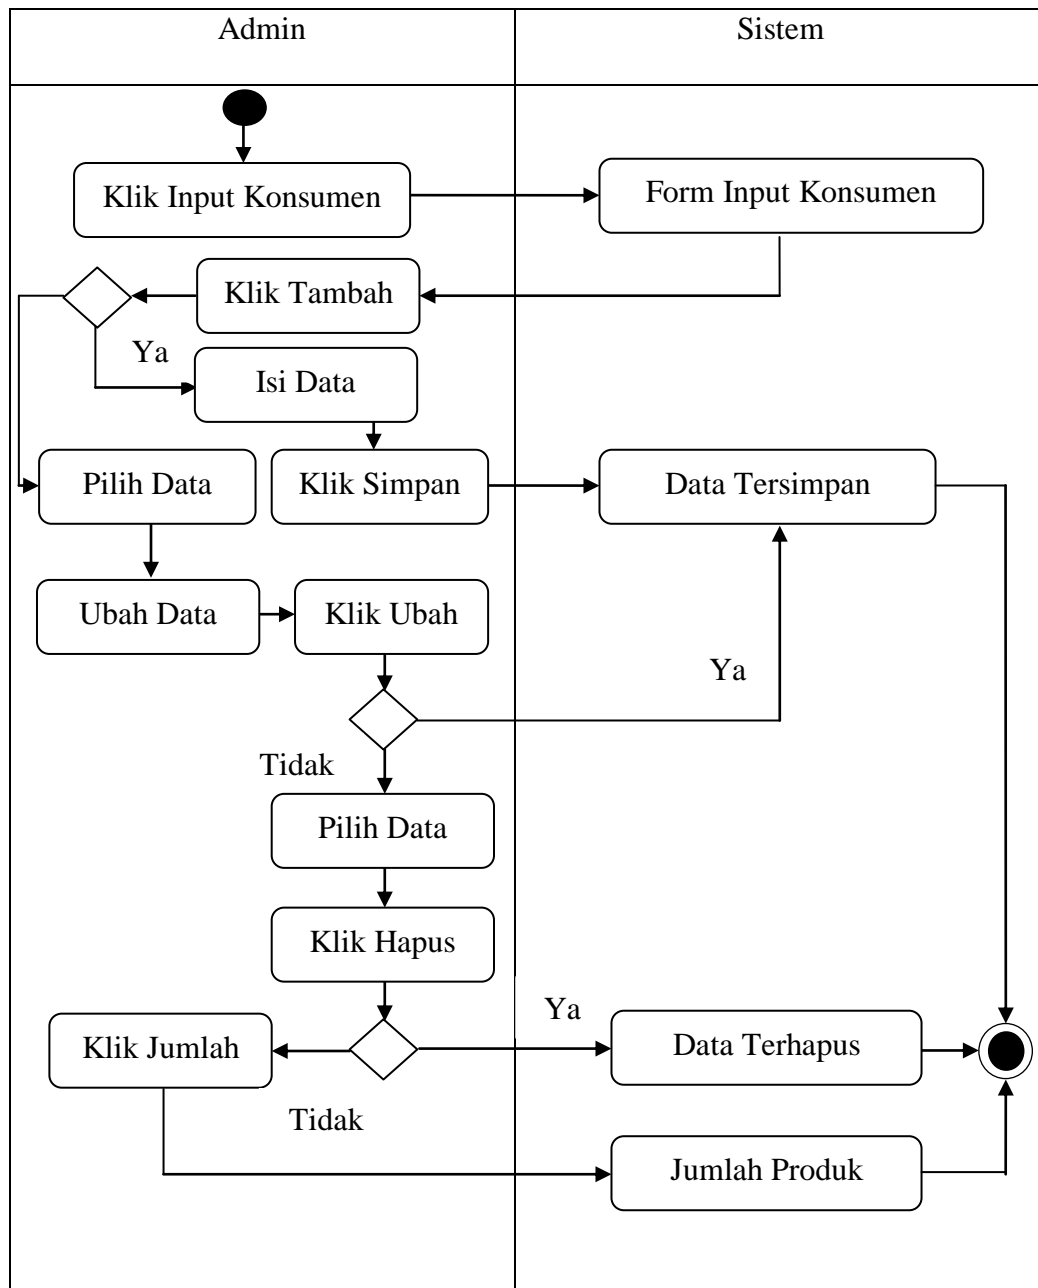 Admin
Sistem
Klik Input Konsumen
Form Input Konsumen
Klik Tambah
Ya
Isi Data
Pilih Data
Klik Simpan
Data Tersimpan
Ubah Data
Klik Ubah
Ya
Tidak
Pilih Data
Klik Hapus
Ya
Klik Jumlah
Data Terhapus
Tidak
Jumlah Produk